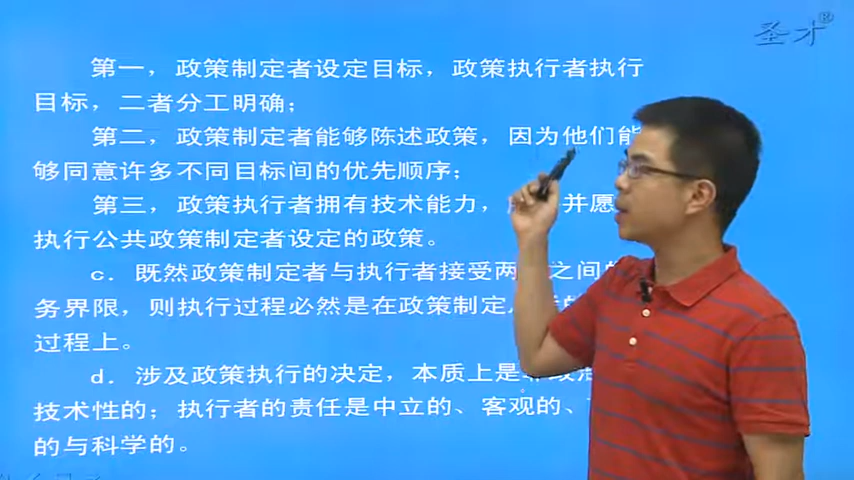 圣才®
第一，政策制定者设定目标，政策执行者执行
目标，二者分工明确；
第二，政策制定者能够陈述政策，因为他们能
够同意许多不同目标间的优先顺序；
第三，政策执行者拥有技术能力，并愿
执行公共政策制定者设定的政策。
c．既然政策制定者与执行者接受两之间的
务界限，则执行过程必然是在政策制定
过程上。
d．涉及政策执行的决定，本质上是
技术性的；执行者的责任是中立的、客观的、
的与科学的。